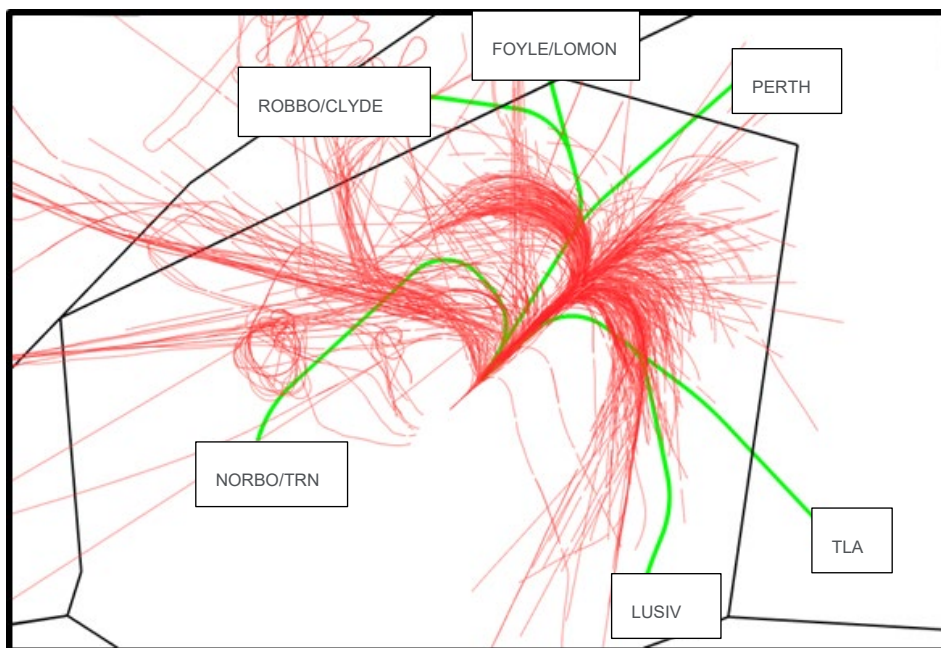 FOYLE/LOMON
PERTH
ROBBO/CLYDE
NORBO/TRN
TLA
LUSIV